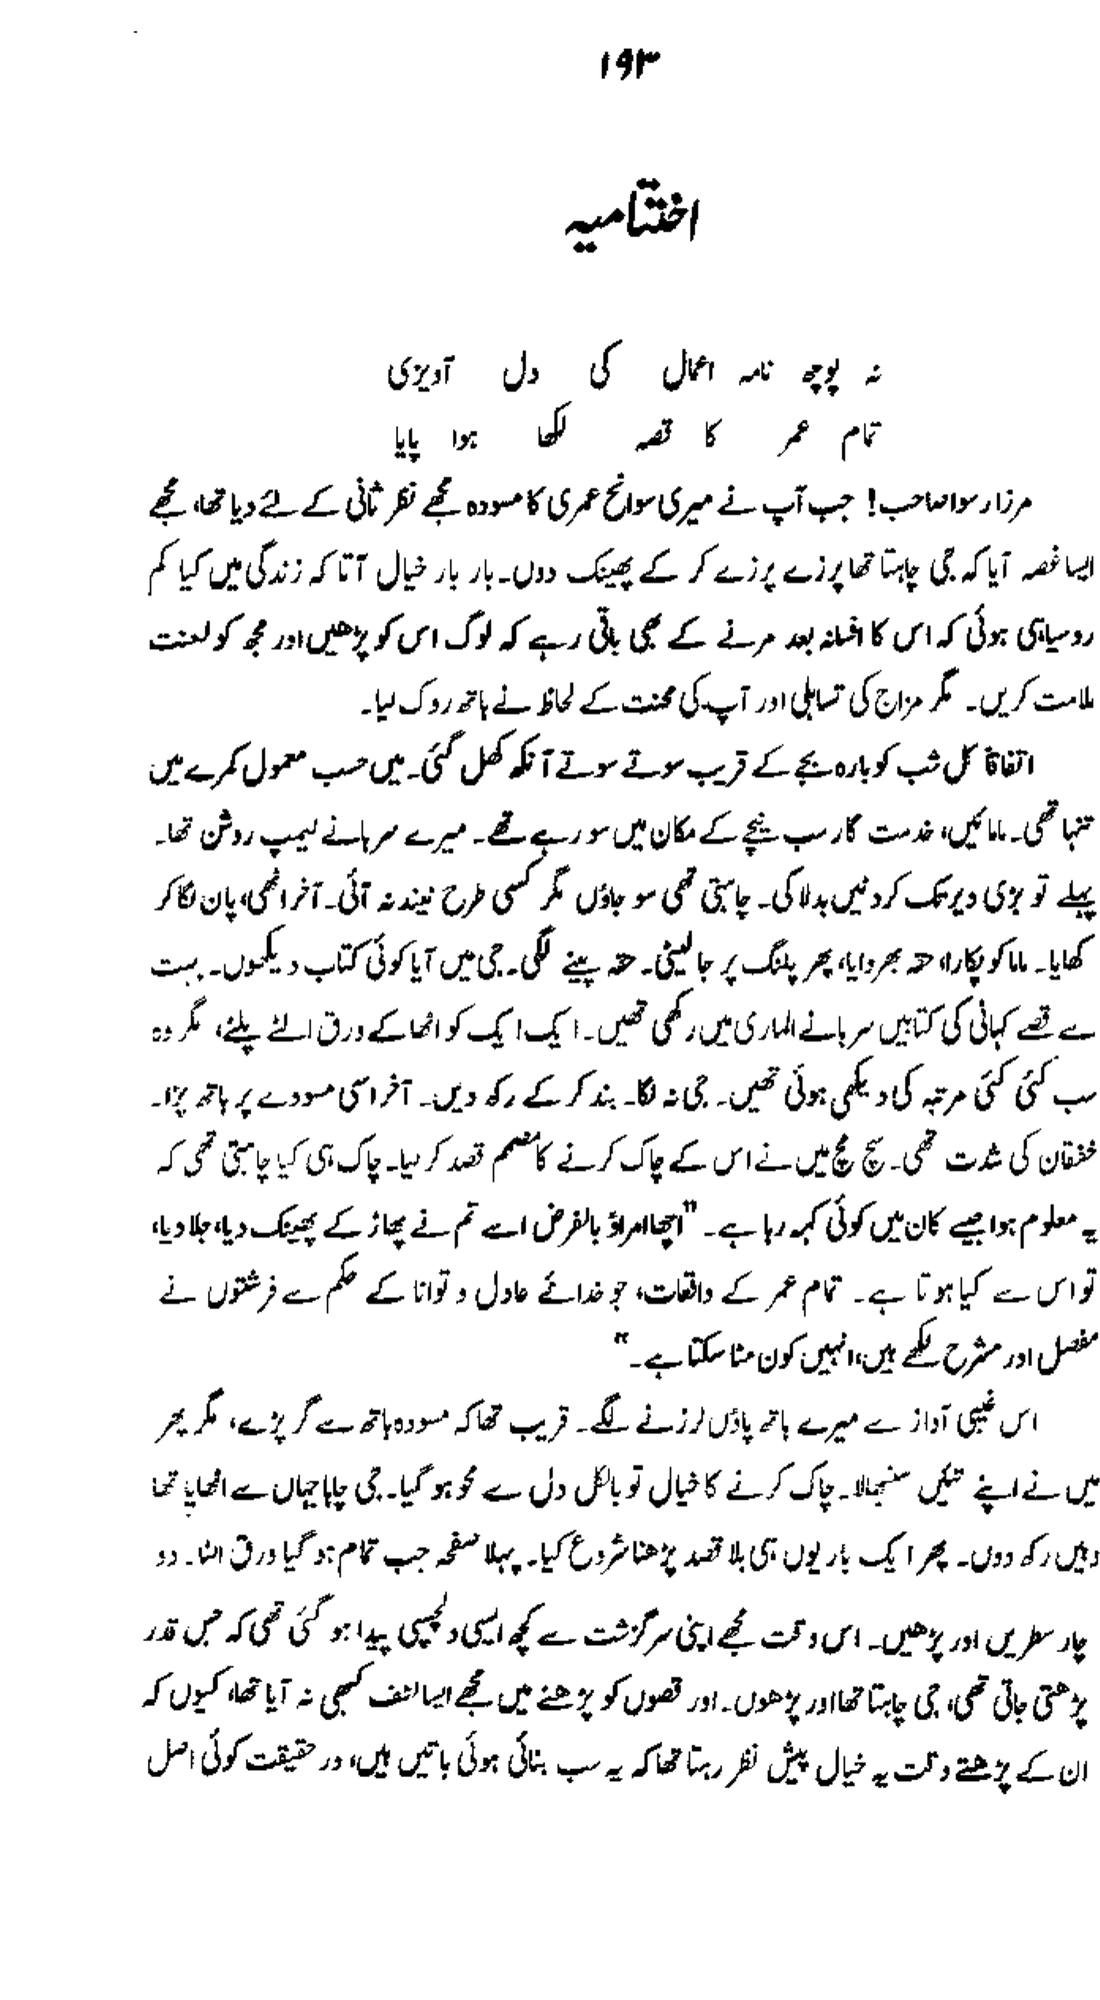 ۱۹۳
اختتامیہ
نہ پوچھ نامہ اعمال کی دل آویزی
تمام عمر کا قصہ لکھا ہوا پایا
مرزا رسوا صاحب! جب آپ نے میری سوانح عمری کا مسودہ مجھے نظر ثانی کے لئے دیا تھا، مجھے
ایسا غصہ آیا کہ جی چاہتا تھا پرزے پرزے کر کے پھینک دوں۔ بار بار خیال آتا کہ زندگی میں کیا کم
روسیاہی ہوئی کہ اس کا افسانہ بعد مرنے کے بھی باقی رہے کہ لوگ اس کو پڑھیں اور مجھ کو لعنت
ملامت کریں۔ مگر مزاج کی تساہلی اور آپ کی محنت کے لحاظ نے ہاتھ روک لیا۔
اتفاقاً کل شب کو بارہ بجے کے قریب سوتے سوتے آنکھ کھل گئی۔ میں حسب معمول کمرے میں
تنہا تھی۔ مامائیں، خدمت گار سب نیچے کے مکان میں سو رہے تھے۔ میرے سرہانے لیمپ روشن تھا۔
پہلے تو بڑی دیر تک کروٹیں بدلا کی۔ چاہتی تھی سو جاؤں مگر کسی طرح نیند نہ آئی۔ آخر اٹھی، پان لگا کر
کھایا۔ ماما کو پکارا، حقہ بھروایا، پھر پلنگ پر جا لیٹی۔ حقہ پینے لگی۔ جی میں آیا کوئی کتاب دیکھوں۔ بہت
سے قصے کہانی کی کتابیں سرہانے الماری میں رکھی تھیں۔ ایک ایک کو اٹھا کے ورق الٹے پلٹے، مگر وہ
سب کئی کئی مرتبہ کی دیکھی ہوئی تھیں۔ جی نہ لگا۔ بند کر کے رکھ دیں۔ آخر اسی مسودے پر ہاتھ پڑا۔
خفقان کی شدت تھی۔ سچ مچ میں نے اس کے چاک کرنے کا مصمم قصد کر لیا۔ چاک ہی کیا چاہتی تھی کہ
یہ معلوم ہوا جیسے کان میں کوئی کہہ رہا ہے۔ "اچھا امراؤ بالفرض اسے تم نے پھاڑ کے پھینک دیا، جلا دیا،
تو اس سے کیا ہوتا ہے۔ تمام عمر کے واقعات، جو خدائے عادل و توانا کے حکم سے فرشتوں نے
مفصل اور مشرح لکھے ہیں، انہیں کون مٹا سکتا ہے۔"
اس غیبی آواز سے میرے ہاتھ پاؤں لرزنے لگے۔ قریب تھا کہ مسودہ ہاتھ سے گر پڑے، مگر پھر
میں نے اپنے تئیں سنبھالا۔ چاک کرنے کا خیال تو بالکل دل سے محو ہو گیا۔ جی چاہا جہاں سے اٹھایا تھا
وہیں رکھ دوں۔ پھر ایک بار یوں ہی بلا قصد پڑھنا شروع کیا۔ پہلا صفحہ جب تمام ہو گیا ورق الٹا۔ دو
چار سطریں اور پڑھیں۔ اس وقت مجھے اپنی سرگزشت سے کچھ ایسی دلچسپی پیدا ہو گئی تھی کہ جس قدر
پڑھتی جاتی تھی، جی چاہتا تھا اور پڑھوں۔ اور قصوں کو پڑھنے میں مجھے ایسا لطف کبھی نہ آیا تھا، کیوں کہ
ان کے پڑھتے وقت یہ خیال پیش نظر رہتا تھا کہ یہ سب بنائی ہوئی باتیں ہیں، در حقیقت کوئی اصل